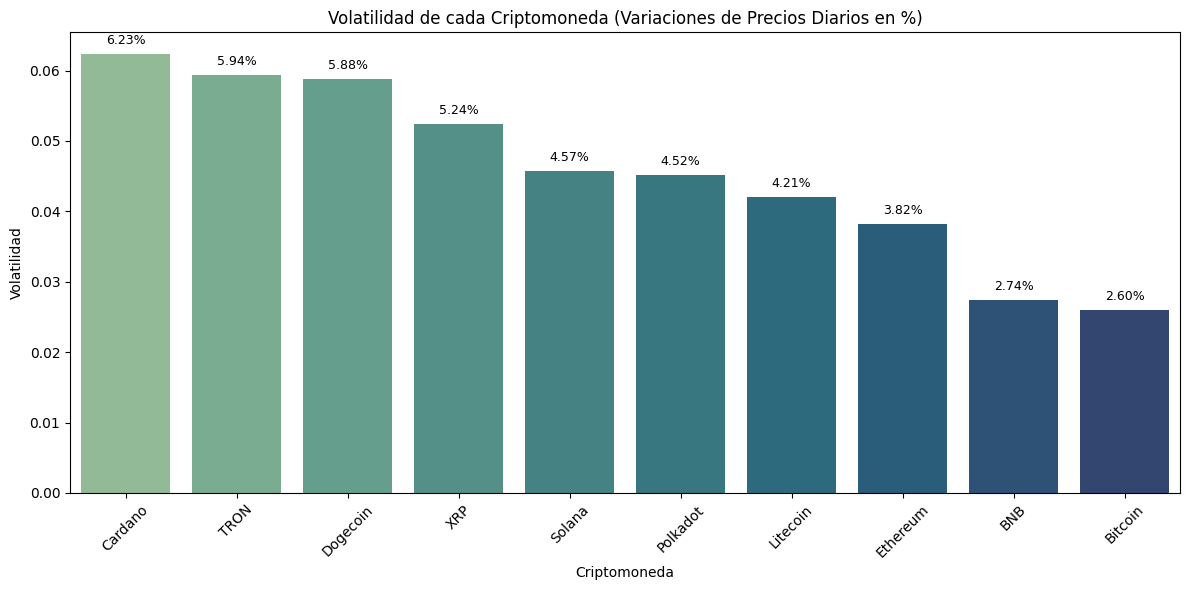 Volatilidad de cada Criptomoneda (Variaciones de Precios Diarios en %)
6.23%
5.94%
5.88%
5.24%
4.57%
4.52%
4.21%
3.82%
2.74%
2.60%
Volatilidad
0.06
0.05
0.04
0.03
0.02
0.01
0.00
Cardano
TRON
Dogecoin
XRP
Solana
Polkadot
Litecoin
Ethereum
BNB
Bitcoin
Criptomoneda